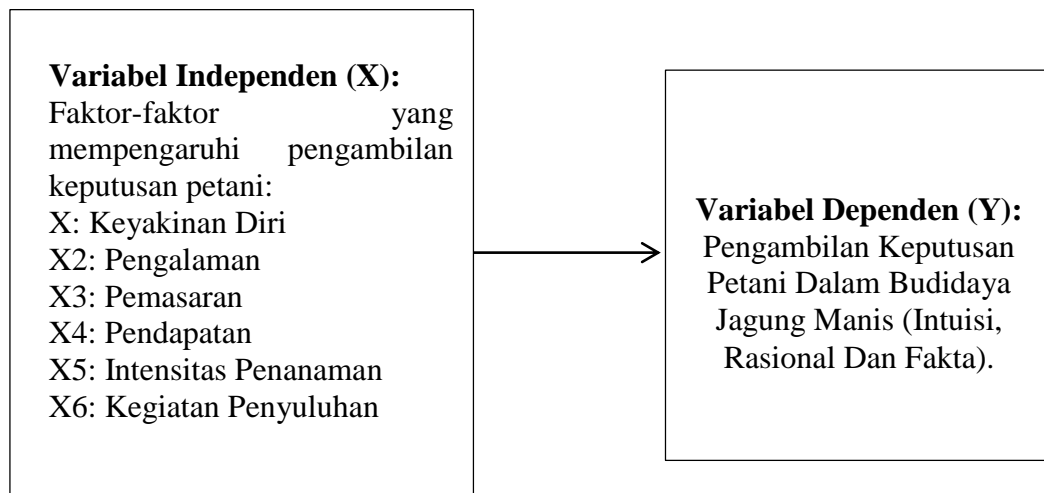 Variabel Independen (X):
Faktor-faktor yang
mempengaruhi pengambilan
keputusan petani:
X: Keyakinan Diri
X2: Pengalaman
X3: Pemasaran
X4: Pendapatan
X5: Intensitas Penanaman
X6: Kegiatan Penyuluhan
Variabel Dependen (Y):
Pengambilan Keputusan
Petani Dalam Budidaya
Jagung Manis (Intuisi,
Rasional Dan Fakta).